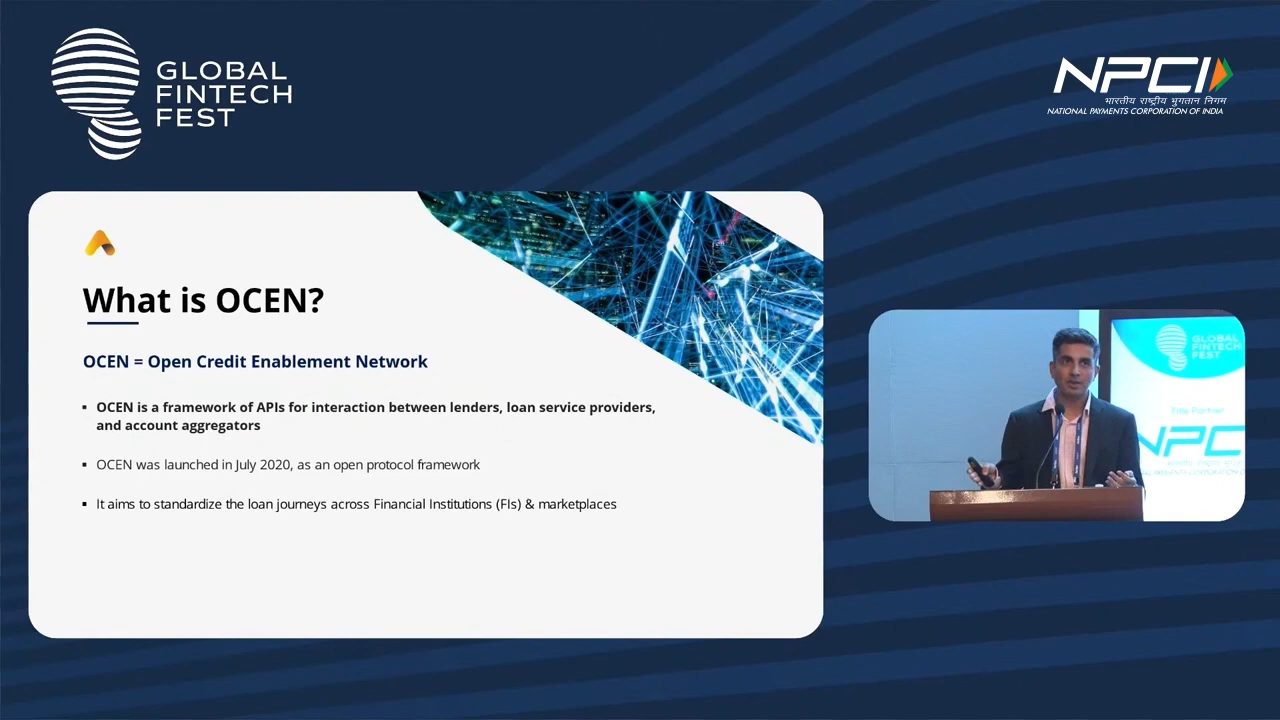 GLOBAL
FINTECH
FEST
NPCI
भारतीय राष्ट्रीय भुगतान निगम
NATIONAL PAYMENTS CORPORATION OF INDIA
What is OCEN?
OCEN = Open Credit Enablement Network
▪ OCEN is a framework of APIs for interaction between lenders, loan service providers,
and account aggregators
▪ OCEN was launched in July 2020, as an open protocol framework
▪ It aims to standardize the loan journeys across Financial Institutions (FIs) & marketplaces
GLOBAL
FINTECH
FEST
Title Partner
NPC